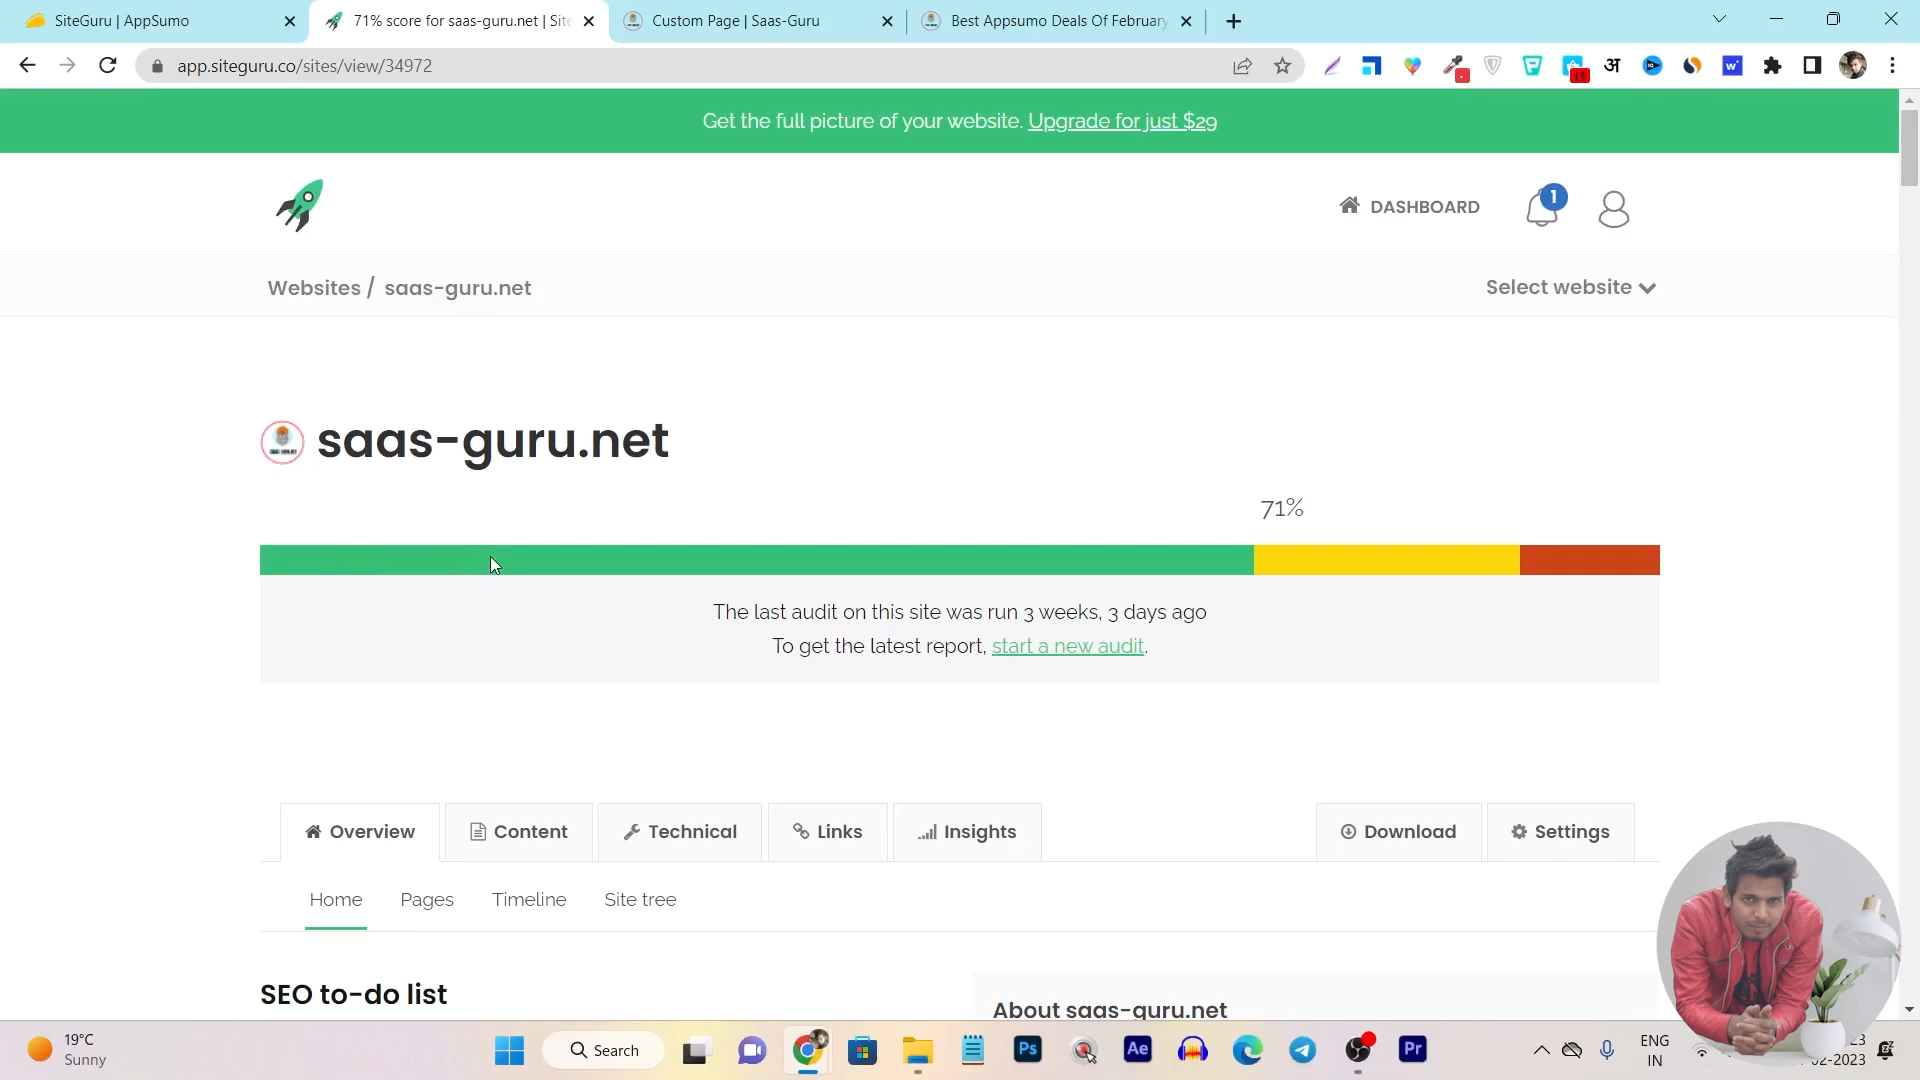 SiteGuru | AppSumo
71% score for saas-guru.net | Site
Custom Page | Saas-Guru
Best Appsumo Deals Of February
app.siteguru.co/sites/view/34972
Get the full picture of your website. Upgrade for just $29
DASHBOARD
1
Websites / saas-guru.net
Select website
saas-guru.net
71%
The last audit on this site was run 3 weeks, 3 days ago
To get the latest report, start a new audit.
Overview
Content
Technical
Links
Insights
Download
Settings
Home
Pages
Timeline
Site tree
SEO to-do list
About saas-guru.net
19°C
Sunny
Search
Ps
Ae
Pr
ENG
IN